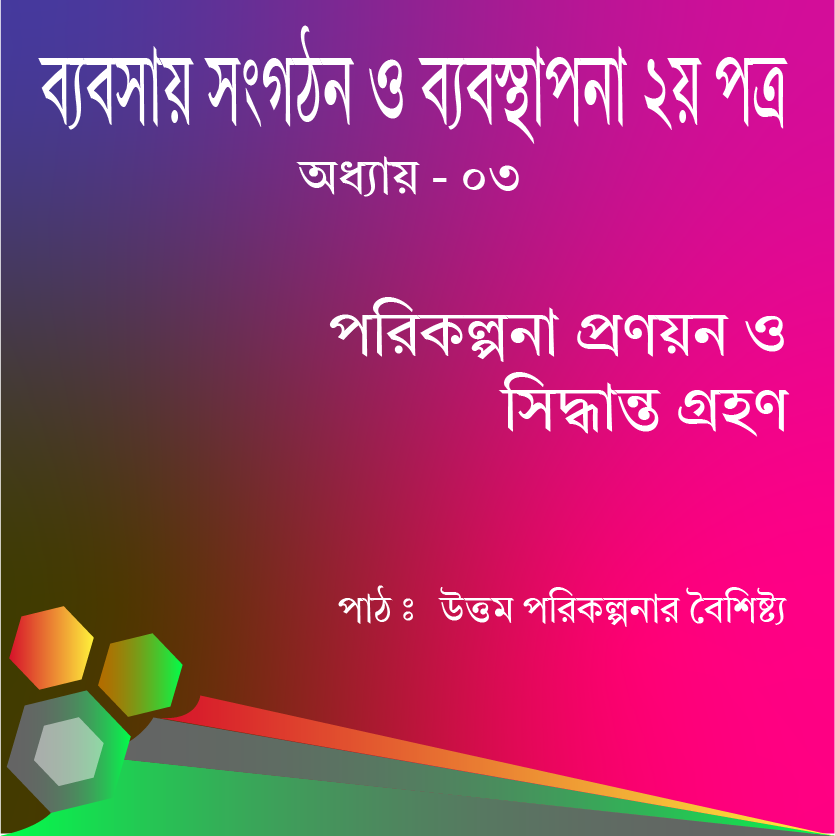 ব্যবসায় সংগঠন ও ব্যবস্থাপনা ২য় পত্র
অধ্যায় - ০৩
পরিকল্পনা প্রণয়ন ও
সিদ্ধান্ত গ্রহণ
পাঠ ঃ উত্তম পরিকল্পনার বৈশিষ্ট্য